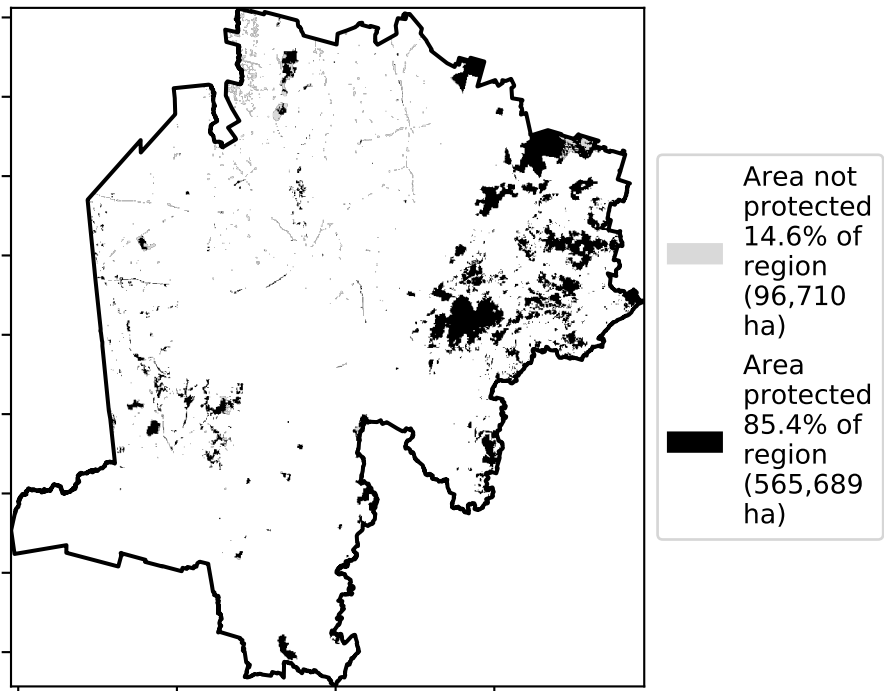 Area not
protected
14.6% of
region
(96,710
ha)
Area
protected
85.4% of
region
(565,689
ha)